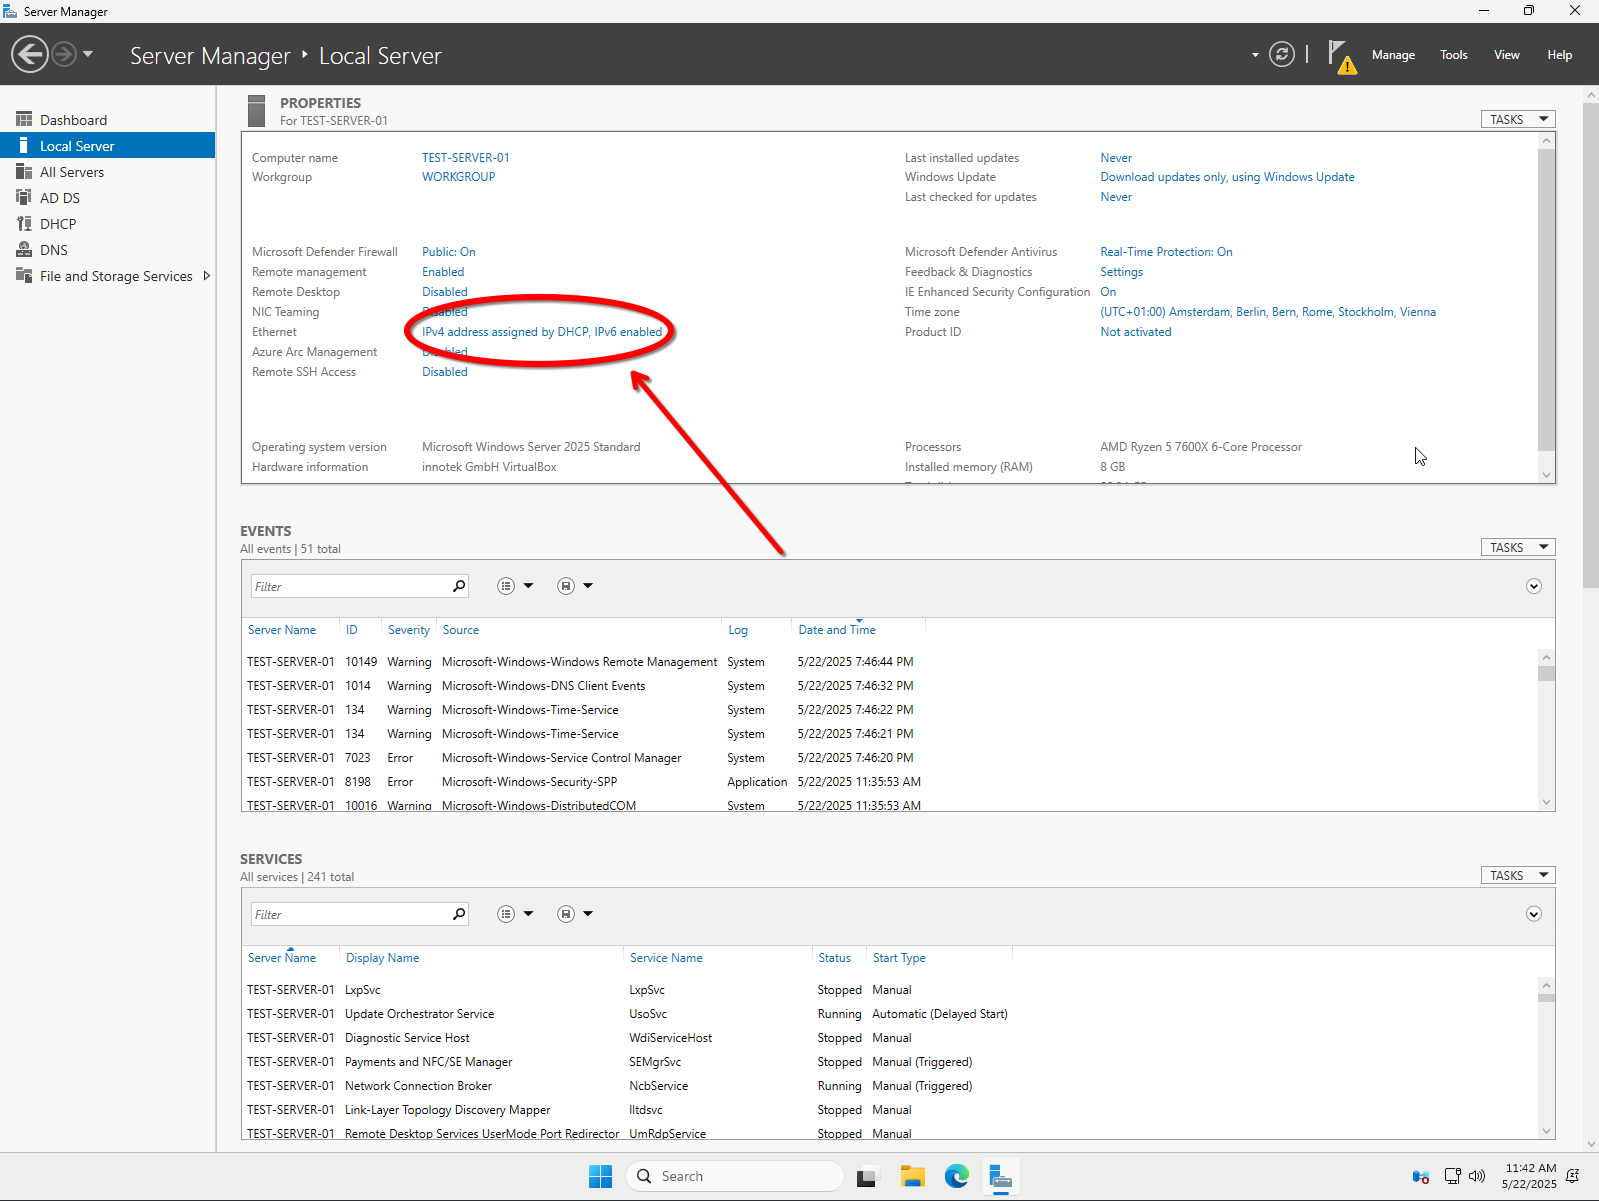 Server Manager
Server Manager ‣ Local Server
Manage Tools View Help
Dashboard
Local Server
All Servers
AD DS
DHCP
DNS
File and Storage Services
PROPERTIES
For TEST-SERVER-01
TASKS
Computer name TEST-SERVER-01
Workgroup WORKGROUP
Last installed updates Never
Windows Update Download updates only, using Windows Update
Last checked for updates Never
Microsoft Defender Firewall Public: On
Remote management Enabled
Remote Desktop Disabled
NIC Teaming Disabled
Ethernet IPv4 address assigned by DHCP, IPv6 enabled
Azure Arc Management Disabled
Remote SSH Access Disabled
Microsoft Defender Antivirus Real-Time Protection: On
Feedback & Diagnostics Settings
IE Enhanced Security Configuration On
Time zone (UTC+01:00) Amsterdam, Berlin, Bern, Rome, Stockholm, Vienna
Product ID Not activated
Operating system version Microsoft Windows Server 2025 Standard
Hardware information innotek GmbH VirtualBox
Processors AMD Ryzen 5 7600X 6-Core Processor
Installed memory (RAM) 8 GB
EVENTS
All events | 51 total
TASKS
Filter
Server Name ID Severity Source Log Date and Time
TEST-SERVER-01 10149 Warning Microsoft-Windows-Windows Remote Management System 5/22/2025 7:46:44 PM
TEST-SERVER-01 1014 Warning Microsoft-Windows-DNS Client Events System 5/22/2025 7:46:32 PM
TEST-SERVER-01 134 Warning Microsoft-Windows-Time-Service System 5/22/2025 7:46:22 PM
TEST-SERVER-01 134 Warning Microsoft-Windows-Time-Service System 5/22/2025 7:46:21 PM
TEST-SERVER-01 7023 Error Microsoft-Windows-Service Control Manager System 5/22/2025 7:46:20 PM
TEST-SERVER-01 8198 Error Microsoft-Windows-Security-SPP Application 5/22/2025 11:35:53 AM
TEST-SERVER-01 10016 Warning Microsoft-Windows-DistributedCOM System 5/22/2025 11:35:53 AM
SERVICES
All services | 241 total
TASKS
Filter
Server Name Display Name Service Name Status Start Type
TEST-SERVER-01 LxpSvc LxpSvc Stopped Manual
TEST-SERVER-01 Update Orchestrator Service UsoSvc Running Automatic (Delayed Start)
TEST-SERVER-01 Diagnostic Service Host WdiServiceHost Stopped Manual
TEST-SERVER-01 Payments and NFC/SE Manager SEMgrSvc Stopped Manual (Triggered)
TEST-SERVER-01 Network Connection Broker NcbService Running Manual (Triggered)
TEST-SERVER-01 Link-Layer Topology Discovery Mapper lltdsvc Stopped Manual
TEST-SERVER-01 Remote Desktop Services UserMode Port Redirector UmRdpService Stopped Manual
Search
11:42 AM
5/22/2025